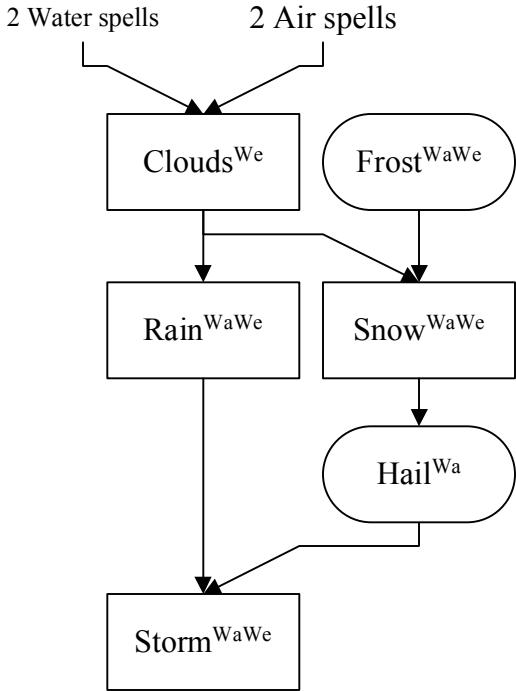 2 Water spells
2 Air spells
Clouds^We
Frost^WaWe
Rain^WaWe
Snow^WaWe
Hail^Wa
Storm^WaWe